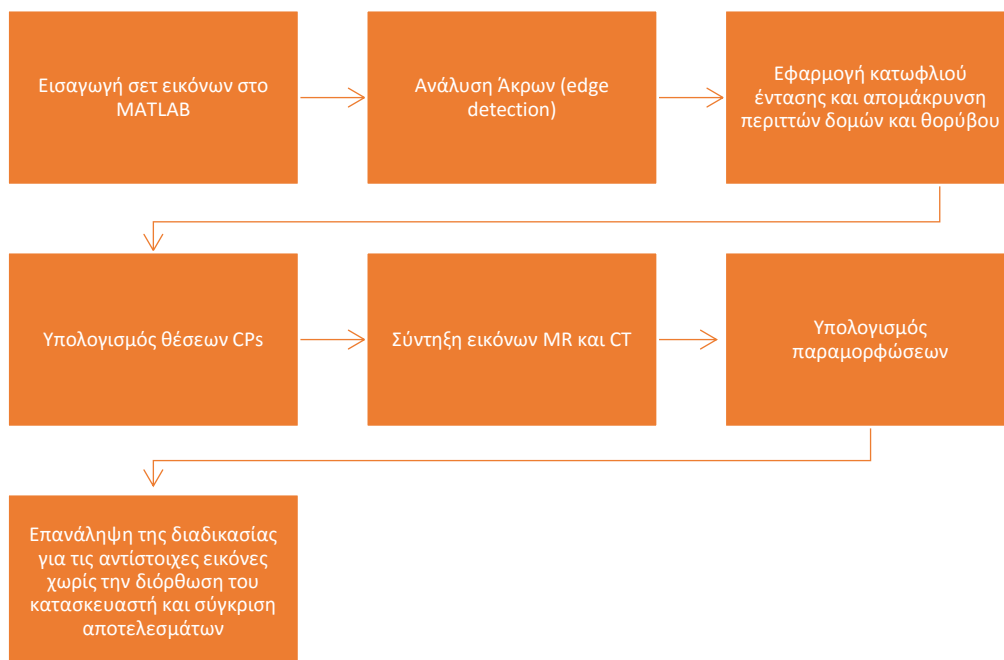 Εισαγωγή σετ εικόνων στο
MATLAB
Ανάλυση Άκρων (edge
detection)
Εφαρμογή κατωφλιού
έντασης και απομάκρυνση
περιττών δομών και θορύβου
Υπολογισμός θέσεων CPs
Σύντηξη εικόνων MR και CT
Υπολογισμός
παραμορφώσεων
Επανάληψη της διαδικασίας
για τις αντίστοιχες εικόνες
χωρίς την διόρθωση του
κατασκευαστή και σύγκριση
αποτελεσμάτων